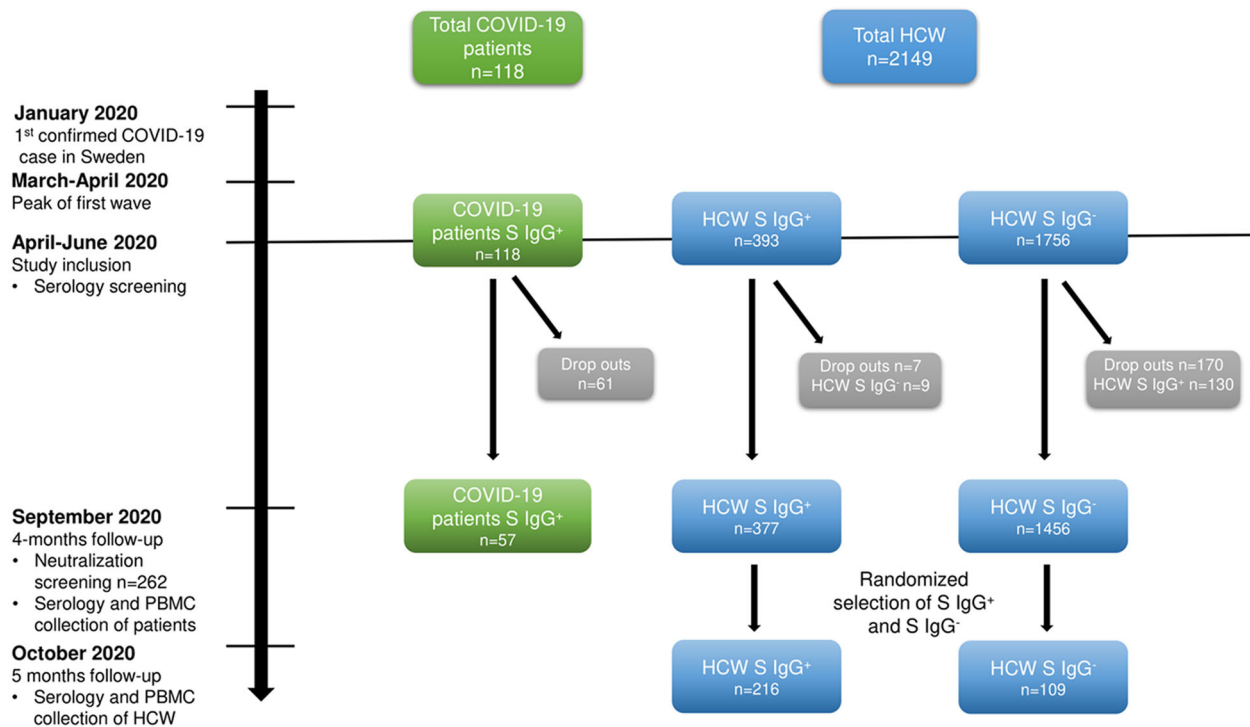 Total COVID-19
patients
n=118
Total HCW
n=2149
January 2020
1st confirmed COVID-19
case in Sweden
March-April 2020
Peak of first wave
April-June 2020
Study inclusion
• Serology screening
COVID-19
patients S IgG+
n=118
HCW S IgG+
n=393
HCW S IgG-
n=1756
Drop outs
n=61
Drop outs n=7
HCW S IgG- n=9
Drop outs n=170
HCW S IgG+ n=130
September 2020
4-months follow-up
• Neutralization
screening n=262
• Serology and PBMC
collection of patients
COVID-19
patients S IgG+
n=57
HCW S IgG+
n=377
HCW S IgG-
n=1456
Randomized
selection of S IgG+
and S IgG-
October 2020
5 months follow-up
• Serology and PBMC
collection of HCW
HCW S IgG+
n=216
HCW S IgG-
n=109